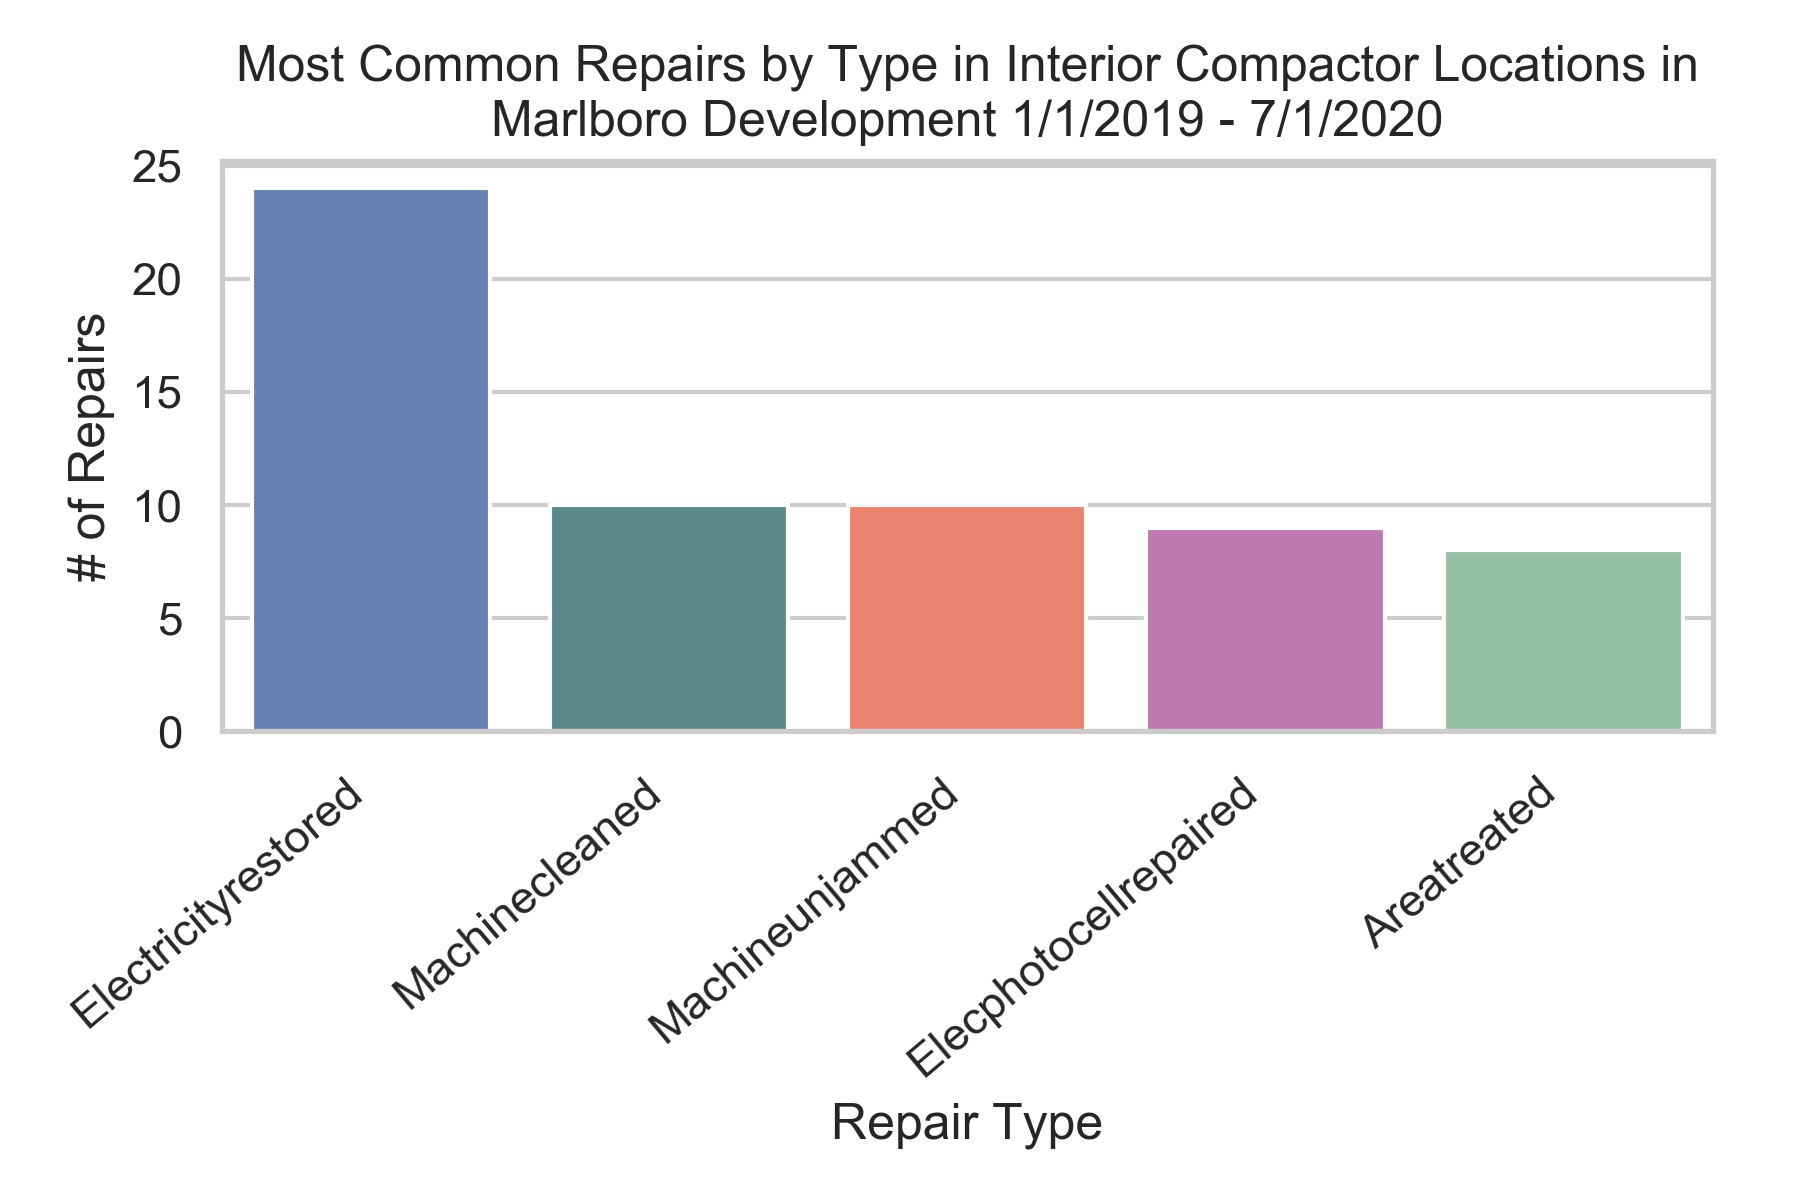 Most Common Repairs by Type in Interior Compactor Locations in
Marlboro Development 1/1/2019 - 7/1/2020
25
20
15
10
5
0
# of Repairs
Electricityrestored
Machinecleaned
Machineunjammed
Elecphotocellrepaired
Areatreated
Repair Type